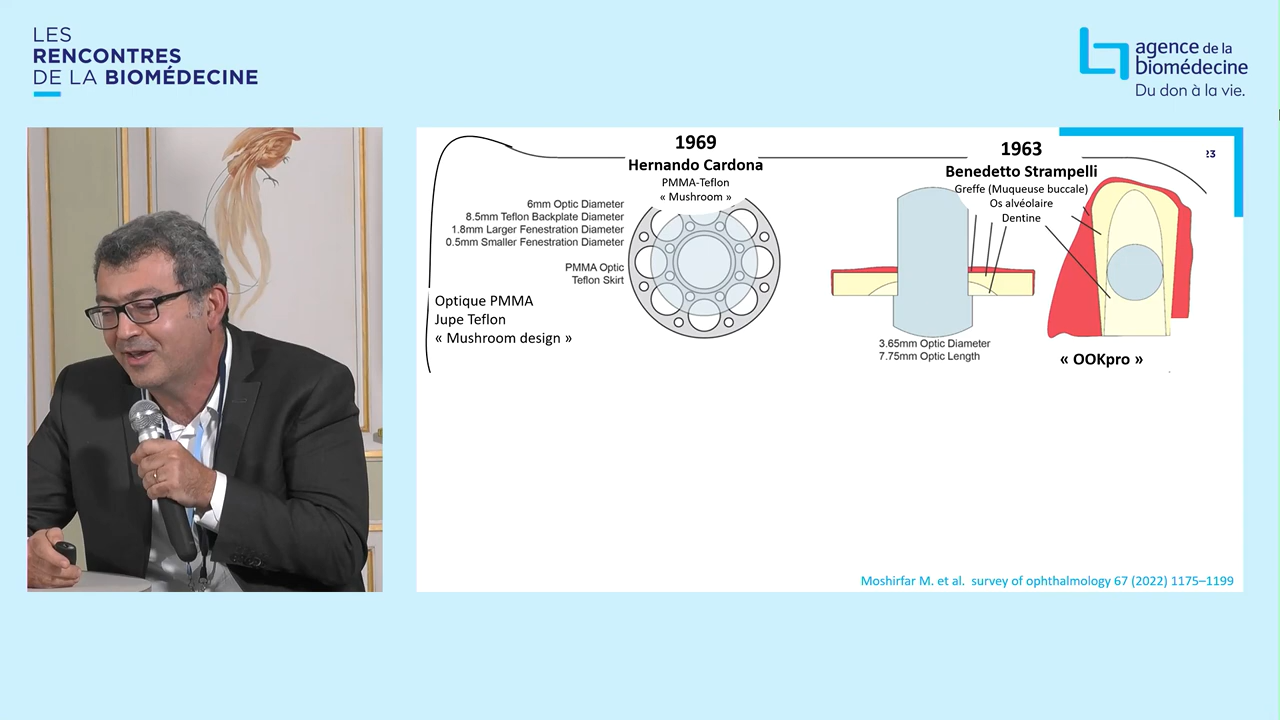 LES
RENCONTRES
DE LA BIOMÉDECINE
agence de la
biomédecine
Du don à la vie.
23
1969
Hernando Cardona
PMMA-Teflon
« Mushroom »
6mm Optic Diameter
8.5mm Teflon Backplate Diameter
1.8mm Larger Fenestration Diameter
0.5mm Smaller Fenestration Diameter
PMMA Optic
Teflon Skirt
Optique PMMA
Jupe Teflon
« Mushroom design »
1963
Benedetto Strampelli
Greffe (Muqueuse buccale)
Os alvéolaire
Dentine
3.65mm Optic Diameter
7.75mm Optic Length
« OOKpro »
Moshirfar M. et al. survey of ophthalmology 67 (2022) 1175–1199